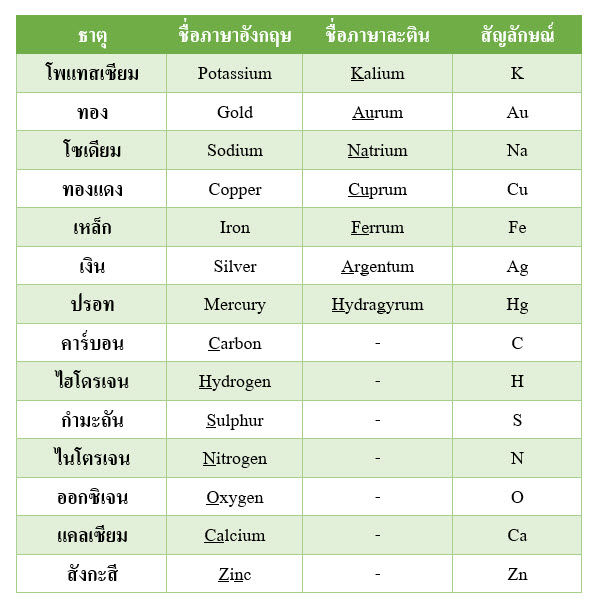 ธาตุ ชื่อภาษาอังกฤษ ชื่อภาษาละติน สัญลักษณ์
โพแทสเซียม Potassium Kalium K
ทอง Gold Aurum Au
โซเดียม Sodium Natrium Na
ทองแดง Copper Cuprum Cu
เหล็ก Iron Ferrum Fe
เงิน Silver Argentum Ag
ปรอท Mercury Hydragyrum Hg
คาร์บอน Carbon - C
ไฮโดรเจน Hydrogen - H
กำมะถัน Sulphur - S
ไนโตรเจน Nitrogen - N
ออกซิเจน Oxygen - O
แคลเซียม Calcium - Ca
สังกะสี Zinc - Zn